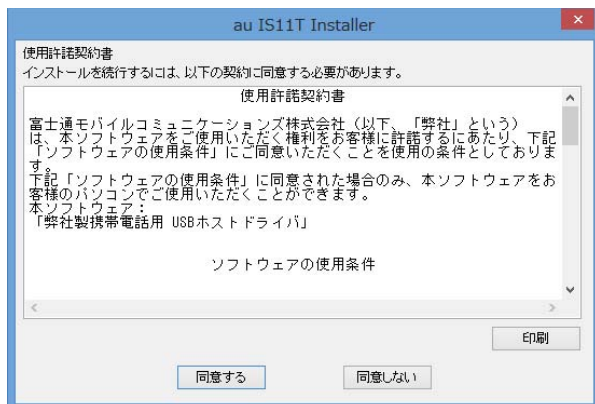 au IS11T Installer
使用許諾契約書
インストールを続行するには、以下の契約に同意する必要があります。
使用許諾契約書
富士通モバイルコミュニケーションズ株式会社（以下、「弊社」という）
は、本ソフトウェアをご使用いただく権利をお客様に許諾するにあたり、下記
「ソフトウェアの使用条件」にご同意いただくことを使用の条件としておりま
す。
下記「ソフトウェアの使用条件」に同意された場合のみ、本ソフトウェアをお
客様のパソコンでご使用いただくことができます。
本ソフトウェア：
「弊社製携帯電話用 USBホストドライバ」
ソフトウェアの使用条件
印刷
同意する
同意しない